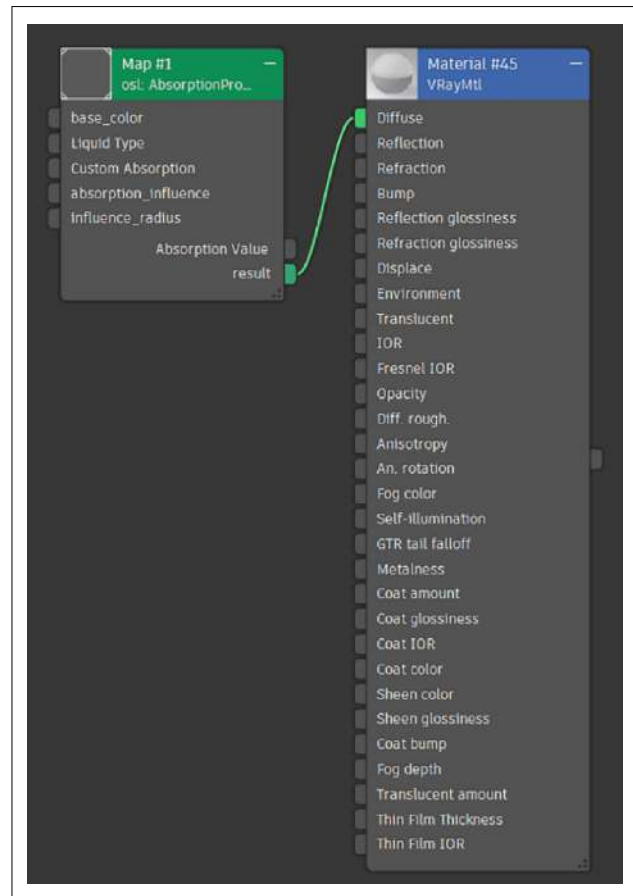 Map #1
osl: AbsorptionPro...
base_color
Liquid Type
Custom Absorption
absorption_influence
Influence_radius
Absorption Value
result
Material #45
VRayMtl
Diffuse
Reflection
Refraction
Bump
Reflection glossiness
Refraction glossiness
Displace
Environment
Translucent
IOR
Fresnel IOR
Opacity
Diff. rough.
Anisotropy
An. rotation
Fog color
Self-illumination
GTR tail falloff
Metalness
Coat amount
Coat glossiness
Coat IOR
Coat color
Sheen color
Sheen glossiness
Coat bump
Fog depth
Translucent amount
Thin Film Thickness
Thin Film IOR